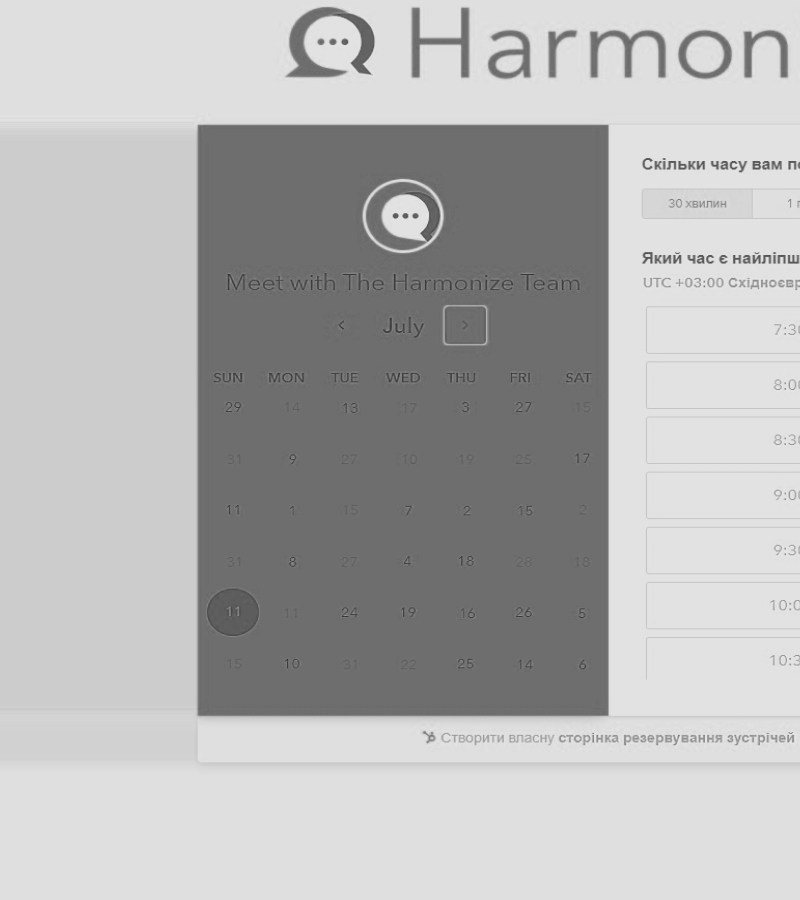 Harmon
Meet with The Harmonize Team
July
SUN MON TUE WED THU FRI SAT
29 14 13 17 3 27 15
31 9 27 10 19 25 17
11 1 15 7 2 15 2
31 8 27 4 18 28 18
11 11 24 19 16 26 5
15 10 31 22 25 14 6
Скільки часу вам по
30 хвилин 1 г
Який час є найліпш
UTC +03:00 Східноєвр
7:30
8:00
8:30
9:00
9:30
10:0
10:3
Створити власну сторінка резервування зустрічей